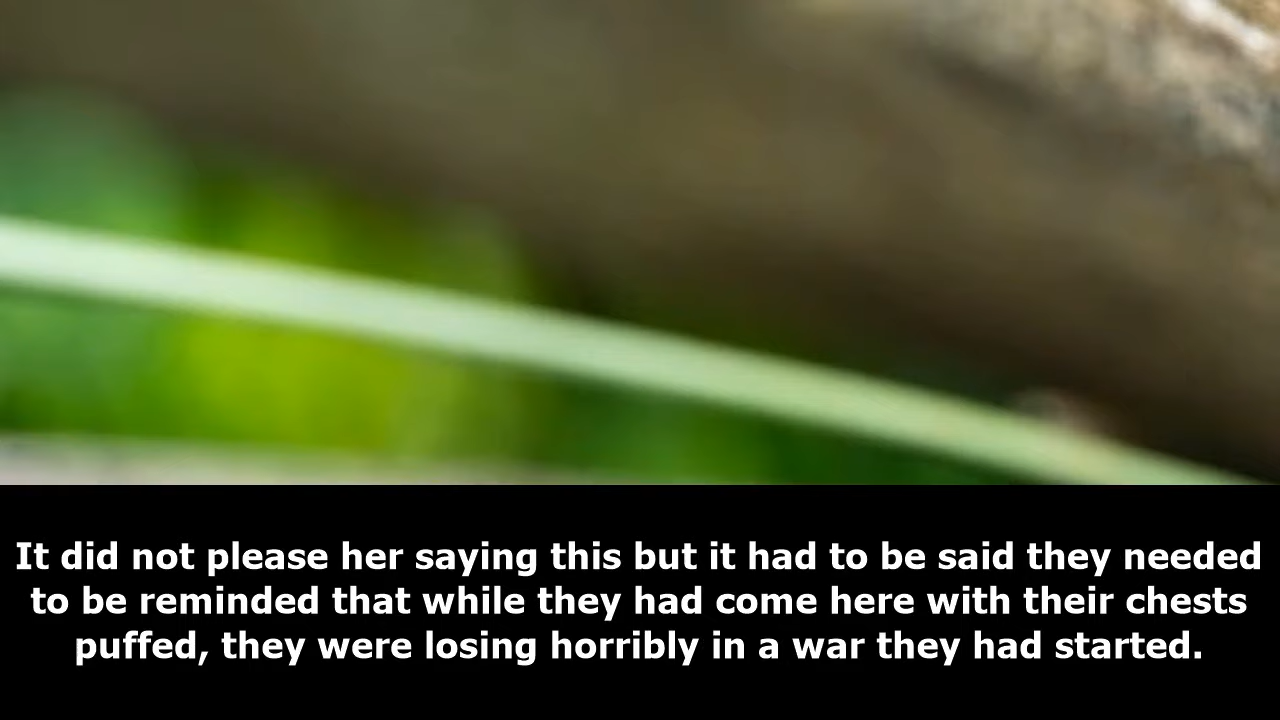 It did not please her saying this but it had to be said they needed
to be reminded that while they had come here with their chests
puffed, they were losing horribly in a war they had started.